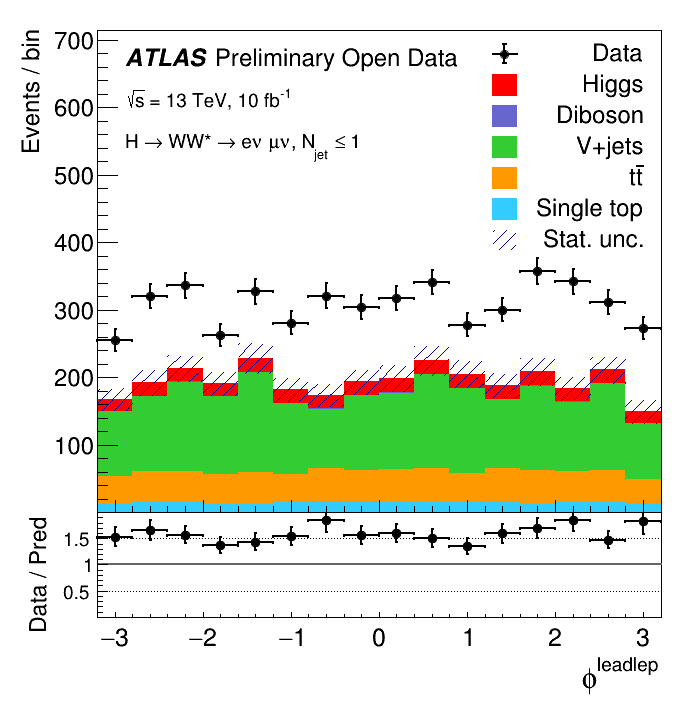 700
600
500
400
300
200
100
Events / bin
ATLAS Preliminary Open Data
√s = 13 TeV, 10 fb⁻¹
H → WW* → eν μν, N_jet ≤ 1
Data
Higgs
Diboson
V+jets
tt̄
Single top
Stat. unc.
Data / Pred
1.5
1
0.5
−3 −2 −1 0 1 2 3
ϕ^leadlep